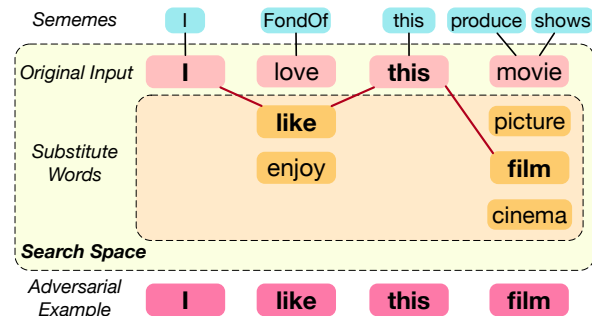 Sememes I FondOf this produce shows
Original Input I love this movie
like picture
Substitute Words enjoy film
cinema
Search Space
Adversarial Example I like this film